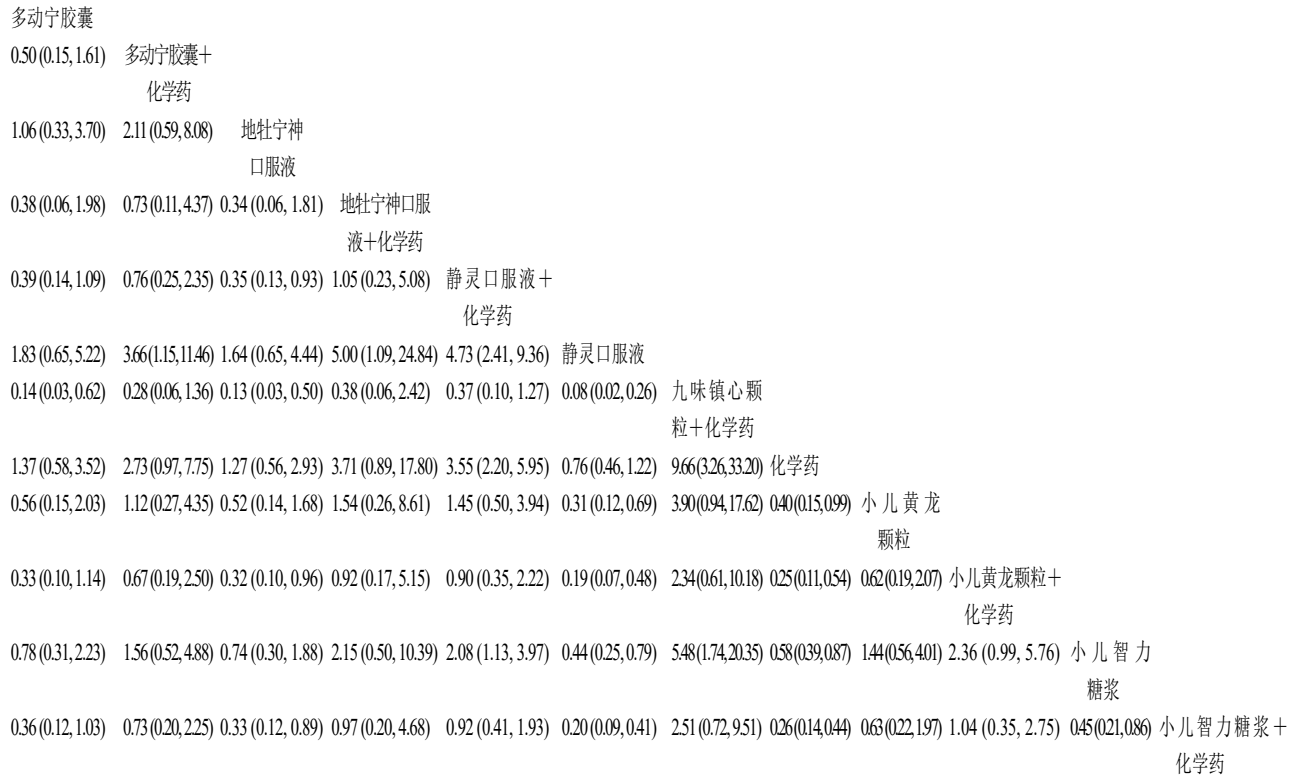 多动宁胶囊
0.50 (0.15, 1.61) 多动宁胶囊+
化学药
1.06 (0.33, 3.70) 2.11 (0.59, 8.08) 地牡宁神
口服液
0.38 (0.06, 1.98) 0.73 (0.11, 4.37) 0.34 (0.06, 1.81) 地牡宁神口服
液+化学药
0.39 (0.14, 1.09) 0.76 (0.25, 2.35) 0.35 (0.13, 0.93) 1.05 (0.23, 5.08) 静灵口服液+
化学药
1.83 (0.65, 5.22) 3.66 (1.15, 11.46) 1.64 (0.65, 4.44) 5.00 (1.09, 24.84) 4.73 (2.41, 9.36) 静灵口服液
0.14 (0.03, 0.62) 0.28 (0.06, 1.36) 0.13 (0.03, 0.50) 0.38 (0.06, 2.42) 0.37 (0.10, 1.27) 0.08 (0.02, 0.26) 九味镇心颗
粒+化学药
1.37 (0.58, 3.52) 2.73 (0.97, 7.75) 1.27 (0.56, 2.93) 3.71 (0.89, 17.80) 3.55 (2.20, 5.95) 0.76 (0.46, 1.22) 9.66 (3.26, 33.20) 化学药
0.56 (0.15, 2.03) 1.12 (0.27, 4.35) 0.52 (0.14, 1.68) 1.54 (0.26, 8.61) 1.45 (0.50, 3.94) 0.31 (0.12, 0.69) 3.90 (0.94, 17.62) 0.40 (0.15, 0.99) 小儿黄龙
颗粒
0.33 (0.10, 1.14) 0.67 (0.19, 2.50) 0.32 (0.10, 0.96) 0.92 (0.17, 5.15) 0.90 (0.35, 2.22) 0.19 (0.07, 0.48) 2.34 (0.61, 10.18) 0.25 (0.11, 0.54) 0.62 (0.19, 2.07) 小儿黄龙颗粒+
化学药
0.78 (0.31, 2.23) 1.56 (0.52, 4.88) 0.74 (0.30, 1.88) 2.15 (0.50, 10.39) 2.08 (1.13, 3.97) 0.44 (0.25, 0.79) 5.48 (1.74, 20.35) 0.58 (0.39, 0.87) 1.44 (0.56, 4.01) 2.36 (0.99, 5.76) 小儿智力
糖浆
0.36 (0.12, 1.03) 0.73 (0.20, 2.25) 0.33 (0.12, 0.89) 0.97 (0.20, 4.68) 0.92 (0.41, 1.93) 0.20 (0.09, 0.41) 2.51 (0.72, 9.51) 0.26 (0.14, 0.44) 0.63 (0.22, 1.97) 1.04 (0.35, 2.75) 0.45 (0.21, 0.86) 小儿智力糖浆+
化学药